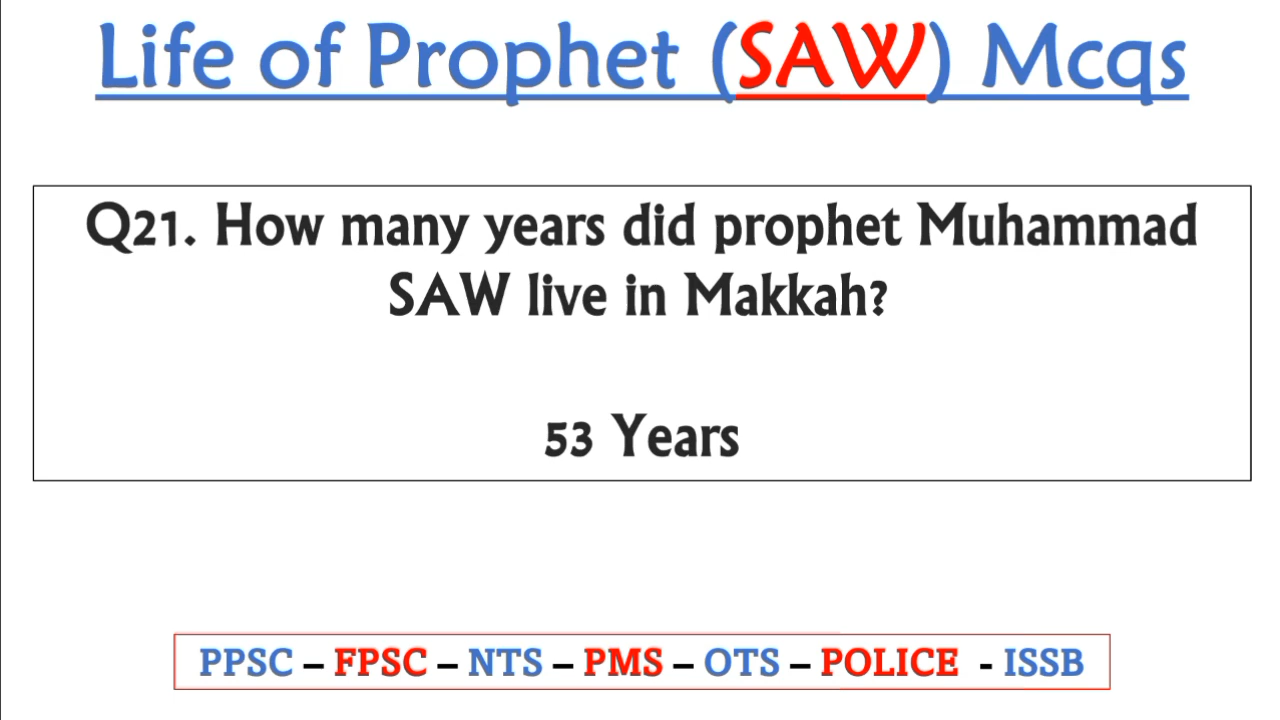 Life of Prophet (SAW) Mcqs
Q21. How many years did prophet Muhammad
SAW live in Makkah?
53 Years
PPSC – FPSC – NTS – PMS – OTS – POLICE - ISSB